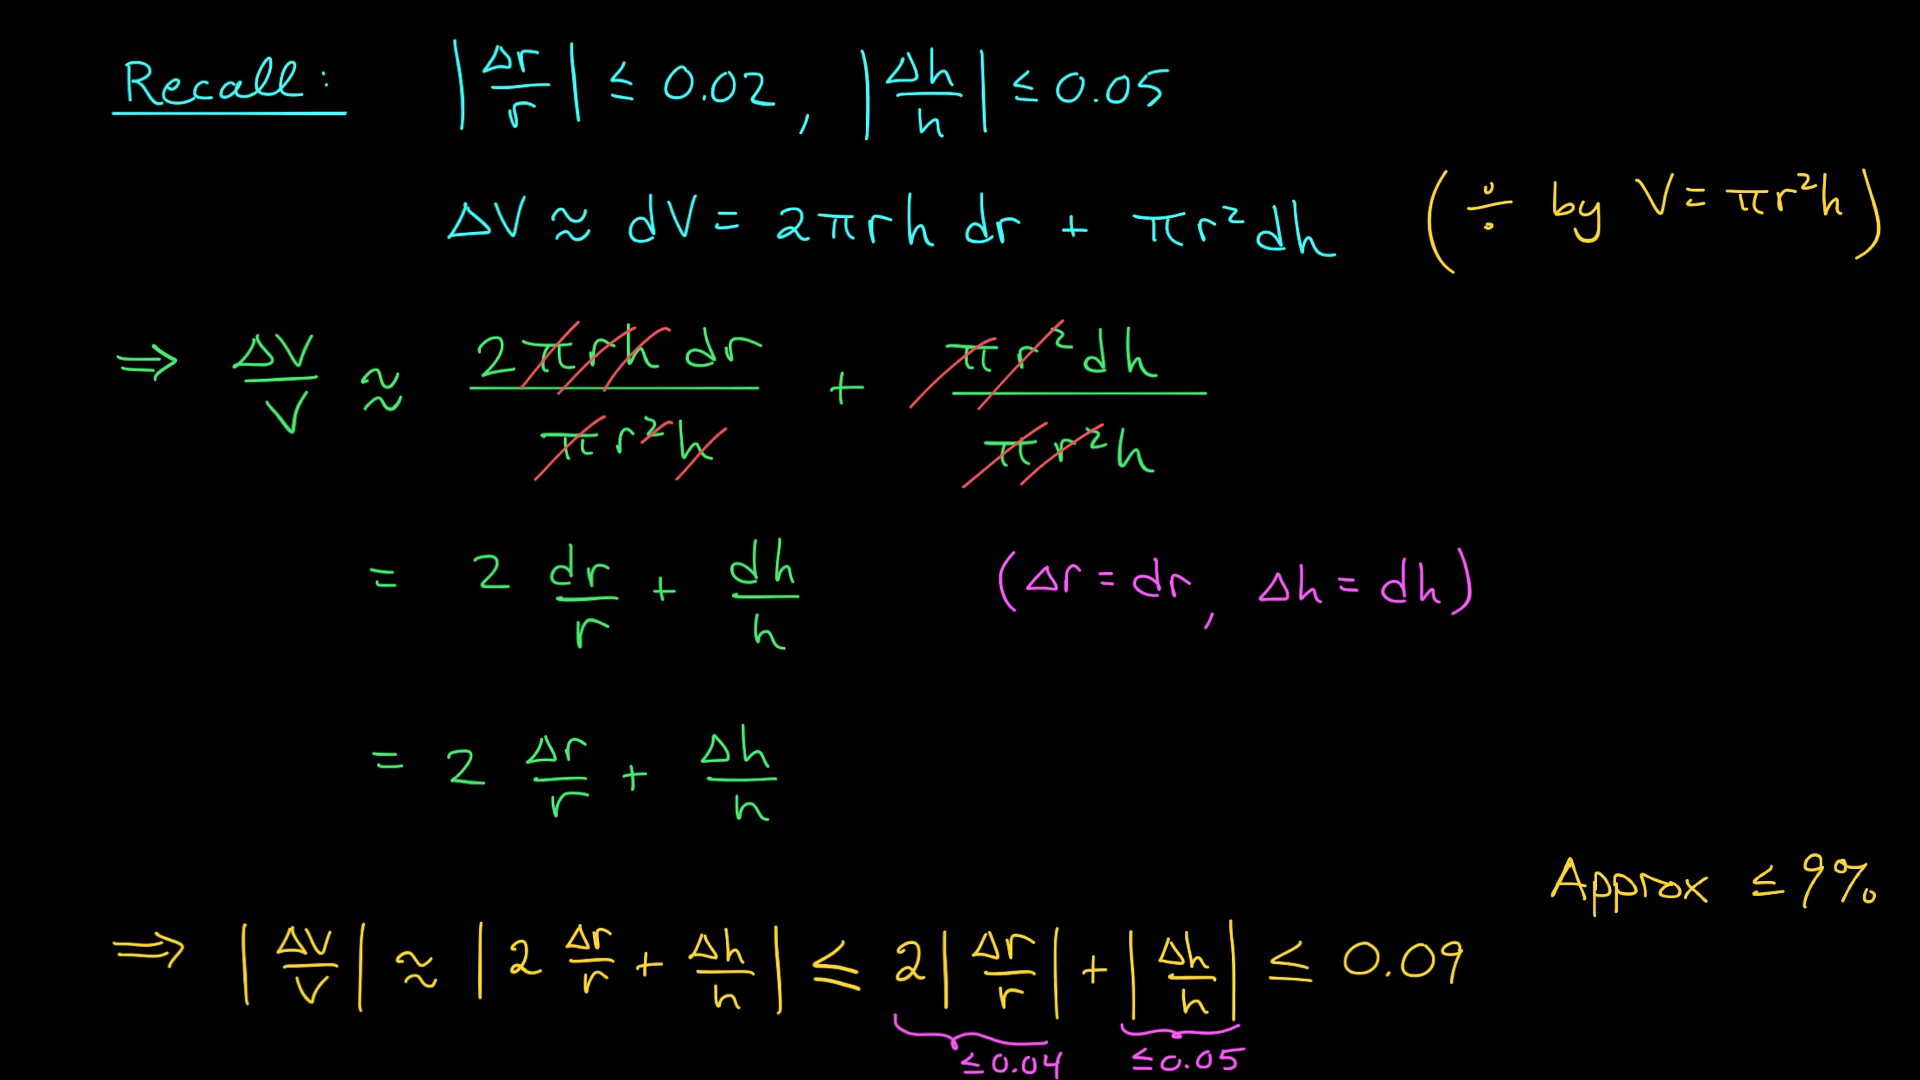 Recall: |Δr/r| ≤ 0.02, |Δh/h| ≤ 0.05
ΔV ≈ dV = 2πrh dr + πr²dh (÷ by V = πr²h)
⇒ ΔV/V ≈ 2πrh dr/πr²h + πr²dh/πr²h
= 2 dr/r + dh/h (Δr = dr, Δh = dh)
= 2 Δr/r + Δh/h
Approx ≤ 9%
⇒ |ΔV/V| ≈ |2 Δr/r + Δh/h| ≤ 2|Δr/r| + |Δh/h| ≤ 0.09
≤0.04 ≤0.05